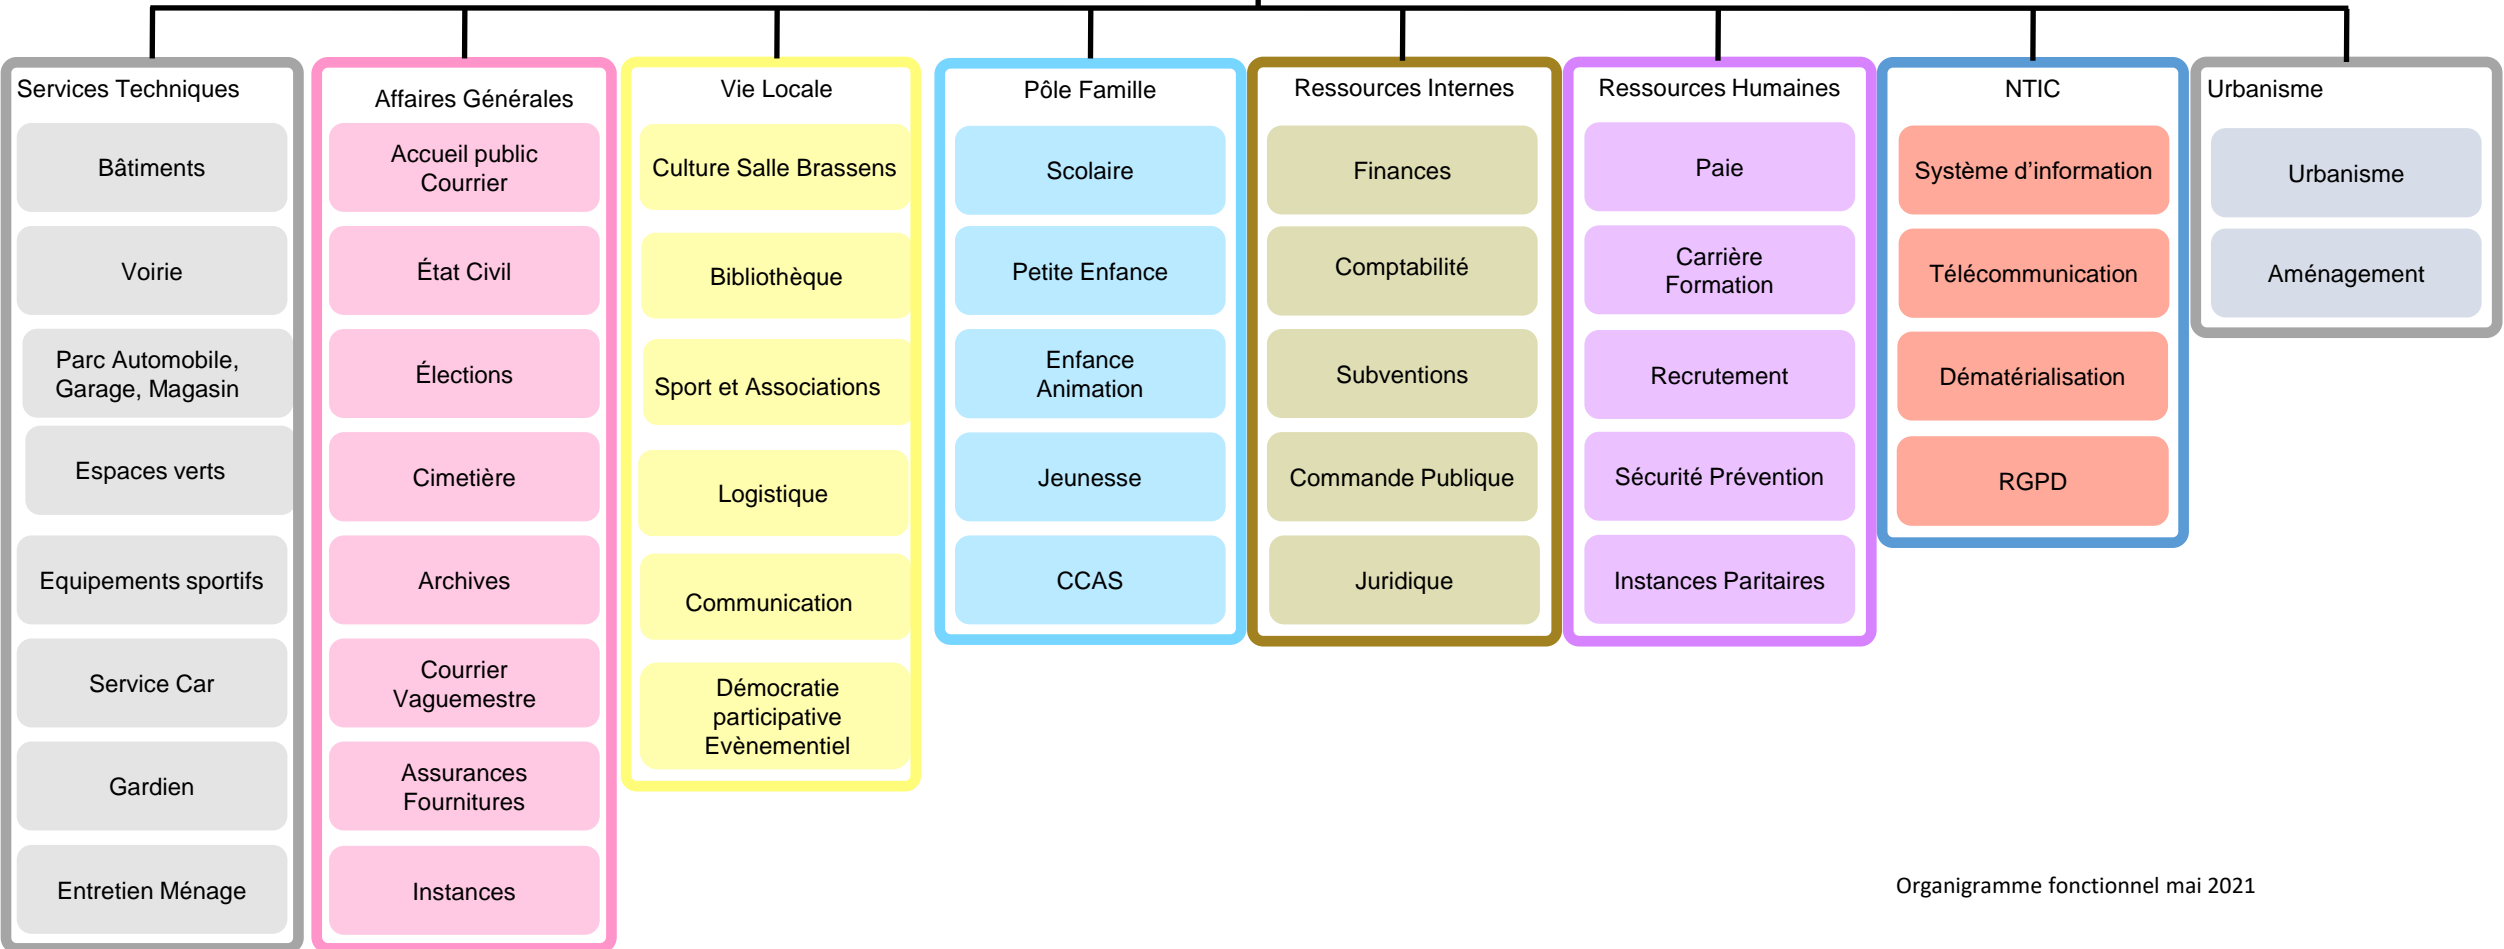 Services Techniques
Bâtiments
Voirie
Parc Automobile,
Garage, Magasin
Espaces verts
Equipements sportifs
Service Car
Gardien
Entretien Ménage
Affaires Générales
Accueil public
Courrier
État Civil
Élections
Cimetière
Archives
Courrier
Vaguemestre
Assurances
Fournitures
Instances
Vie Locale
Culture Salle Brassens
Bibliothèque
Sport et Associations
Logistique
Communication
Démocratie
participative
Evènementiel
Pôle Famille
Scolaire
Petite Enfance
Enfance
Animation
Jeunesse
CCAS
Ressources Internes
Finances
Comptabilité
Subventions
Commande Publique
Juridique
Ressources Humaines
Paie
Carrière
Formation
Recrutement
Sécurité Prévention
Instances Paritaires
NTIC
Système d’information
Télécommunication
Dématérialisation
RGPD
Urbanisme
Urbanisme
Aménagement
Organigramme fonctionnel mai 2021